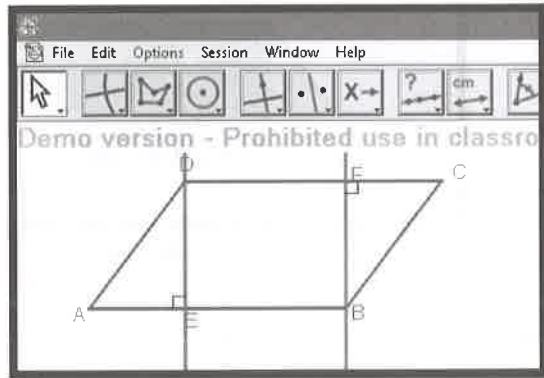 File Edit Options Session Window Help
? cm
X
Demo version - Prohibited use in classro
D F C
A E B